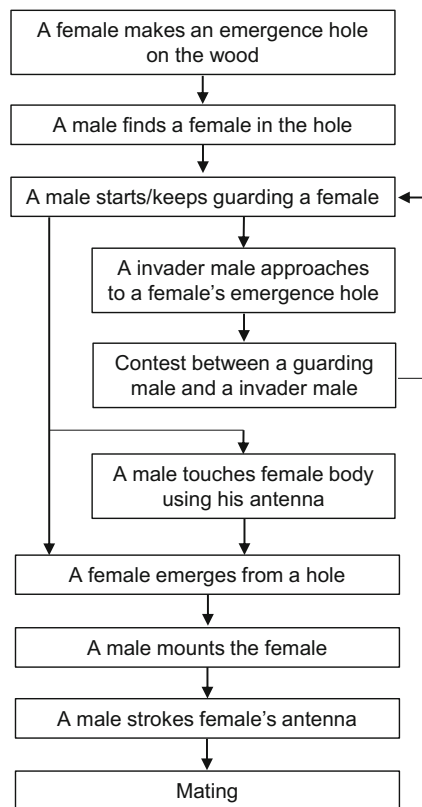 A female makes an emergence hole
on the wood
A male finds a female in the hole
A male starts/keeps guarding a female
A invader male approaches
to a female's emergence hole
Contest between a guarding
male and a invader male
A male touches female body
using his antenna
A female emerges from a hole
A male mounts the female
A male strokes female's antenna
Mating